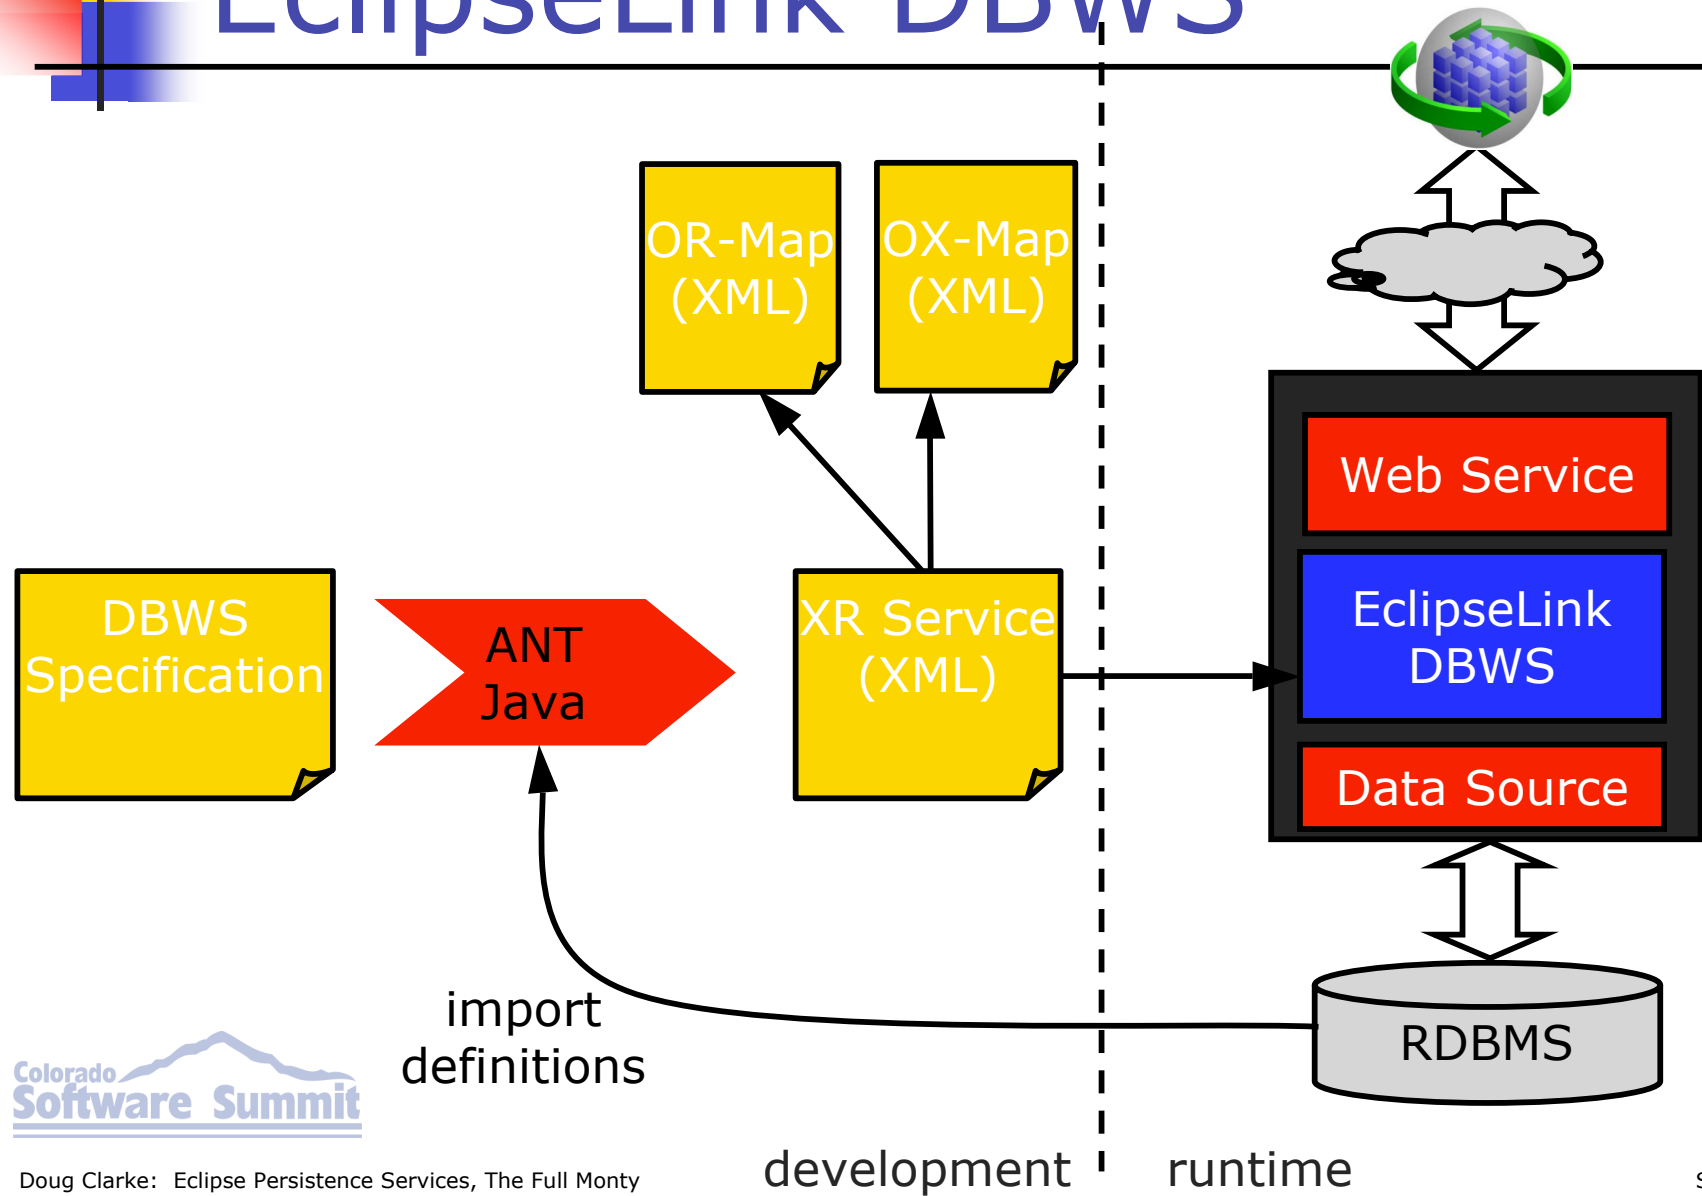 EclipseLink DBWS
OR-Map
(XML)
OX-Map
(XML)
Web Service
EclipseLink
DBWS
Data Source
DBWS
Specification
ANT
Java
XR Service
(XML)
import
definitions
RDBMS
Colorado
Software Summit
development
runtime
Doug Clarke: Eclipse Persistence Services, The Full Monty